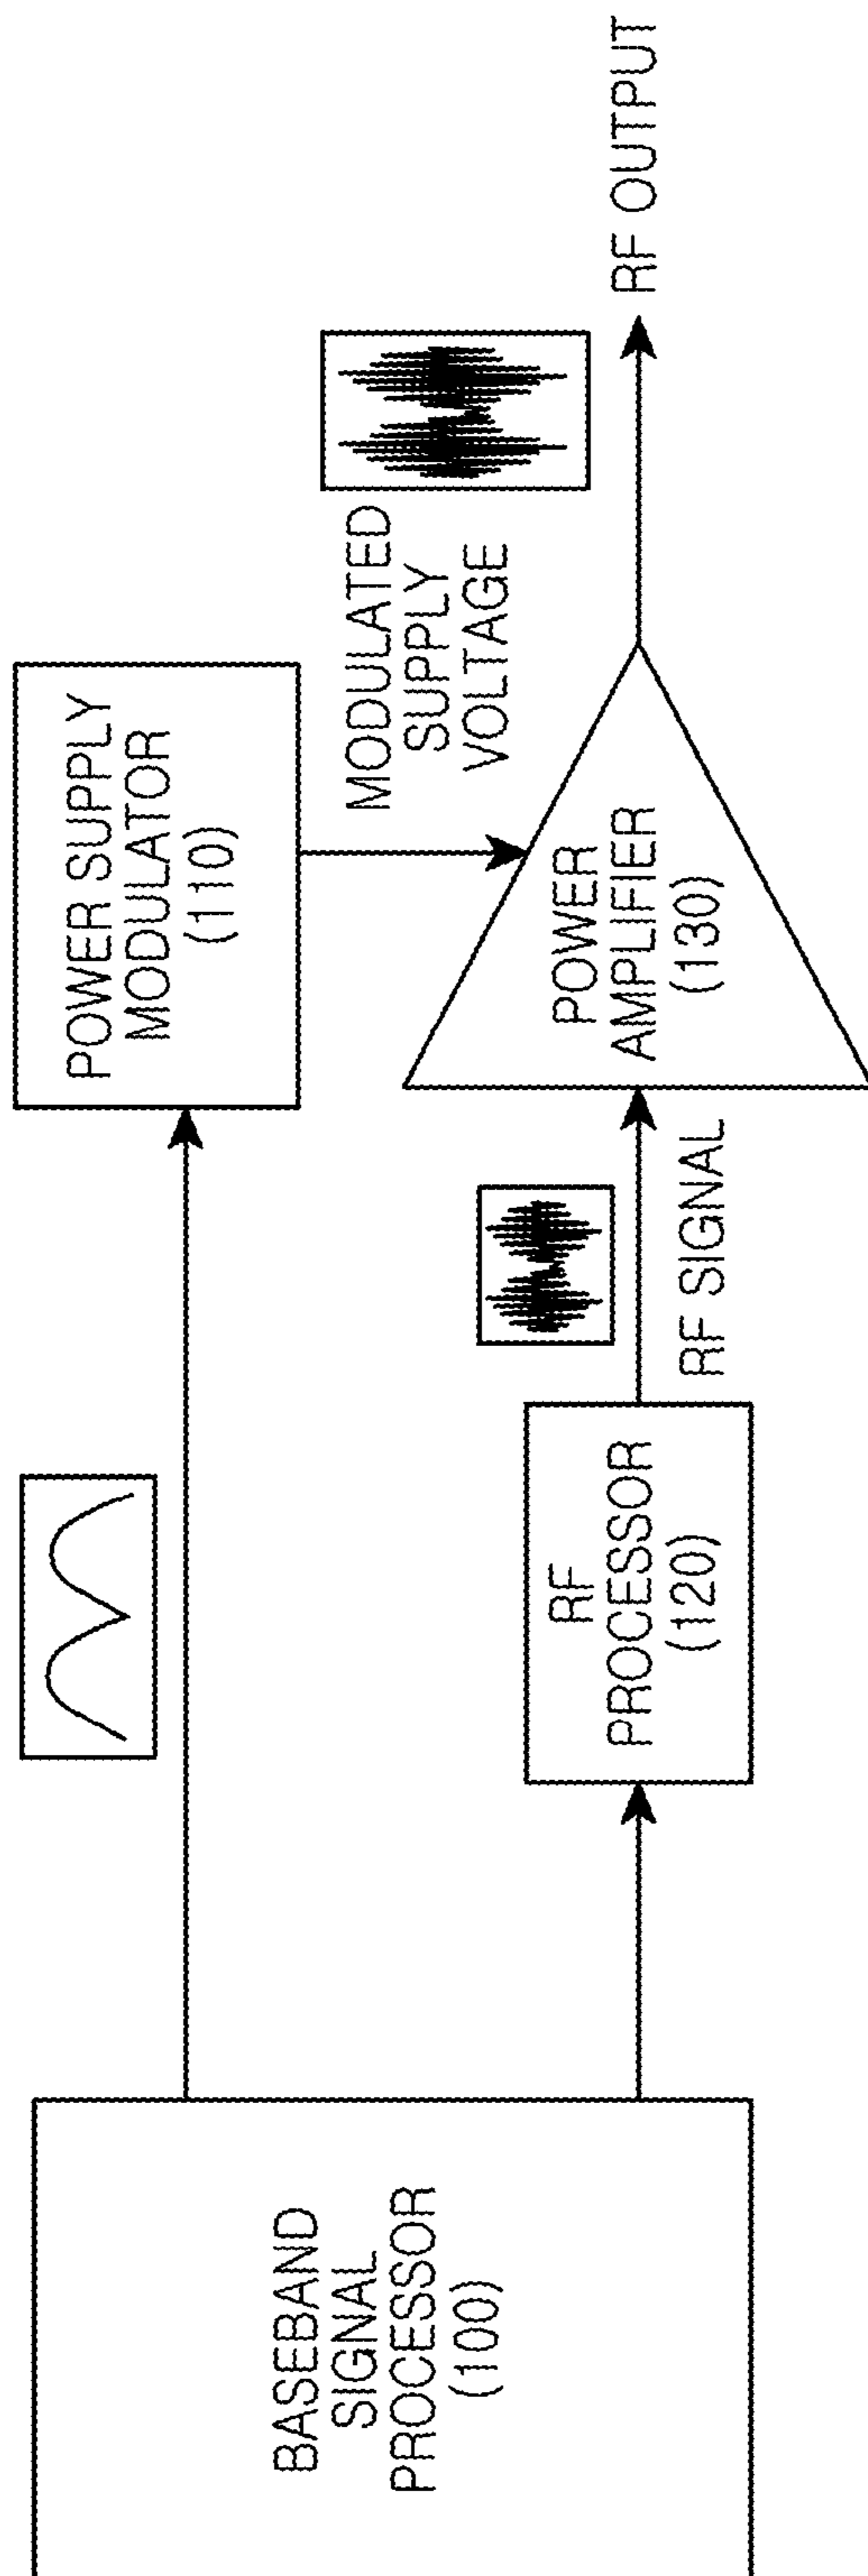 BASEBAND
SIGNAL
PROCESSOR
(100)
POWER SUPPLY
MODULATOR
(110)
MODULATED
SUPPLY
VOLTAGE
RF
PROCESSOR
(120)
RF SIGNAL
POWER
AMPLIFIER
(130)
RF OUTPUT